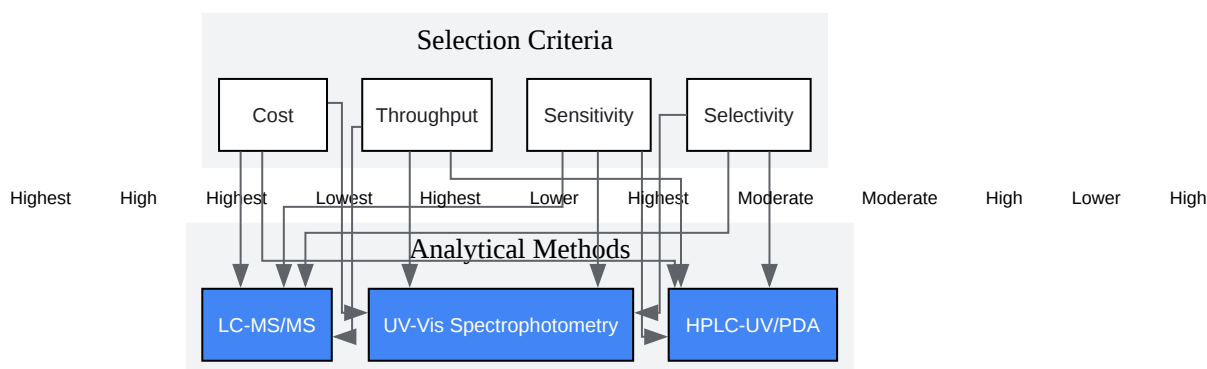 Selection Criteria
Cost
Throughput
Sensitivity
Selectivity
Highest High Highest Lowest Highest Lower Highest Moderate Moderate High Lower High
Analytical Methods
LC-MS/MS
UV-Vis Spectrophotometry
HPLC-UV/PDA